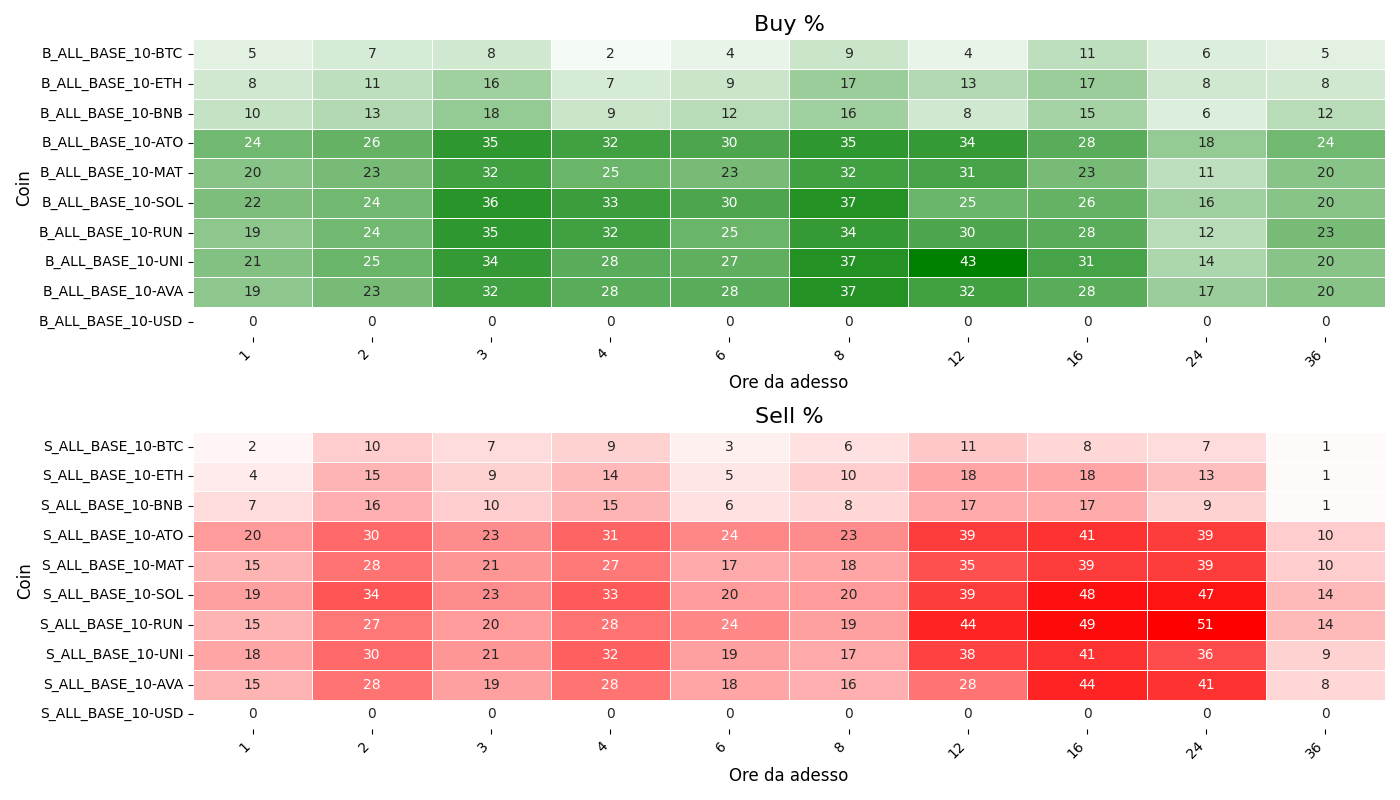 Buy %
Coin
B_ALL_BASE_10-BTC 5 7 8 2 4 9 4 11 6 5
B_ALL_BASE_10-ETH 8 11 16 7 9 17 13 17 8 8
B_ALL_BASE_10-BNB 10 13 18 9 12 16 8 15 6 12
B_ALL_BASE_10-ATO 24 26 35 32 30 35 34 28 18 24
B_ALL_BASE_10-MAT 20 23 32 25 23 32 31 23 11 20
B_ALL_BASE_10-SOL 22 24 36 33 30 37 25 26 16 20
B_ALL_BASE_10-RUN 19 24 35 32 25 34 30 28 12 23
B_ALL_BASE_10-UNI 21 25 34 28 27 37 43 31 14 20
B_ALL_BASE_10-AVA 19 23 32 28 28 37 32 28 17 20
B_ALL_BASE_10-USD 0 0 0 0 0 0 0 0 0 0
1 2 3 4 6 8 12 16 24 36
Ore da adesso
Sell %
Coin
S_ALL_BASE_10-BTC 2 10 7 9 3 6 11 8 7 1
S_ALL_BASE_10-ETH 4 15 9 14 5 10 18 18 13 1
S_ALL_BASE_10-BNB 7 16 10 15 6 8 17 17 9 1
S_ALL_BASE_10-ATO 20 30 23 31 24 23 39 41 39 10
S_ALL_BASE_10-MAT 15 28 21 27 17 18 35 39 39 10
S_ALL_BASE_10-SOL 19 34 23 33 20 20 39 48 47 14
S_ALL_BASE_10-RUN 15 27 20 28 24 19 44 49 51 14
S_ALL_BASE_10-UNI 18 30 21 32 19 17 38 41 36 9
S_ALL_BASE_10-AVA 15 28 19 28 18 16 28 44 41 8
S_ALL_BASE_10-USD 0 0 0 0 0 0 0 0 0 0
1 2 3 4 6 8 12 16 24 36
Ore da adesso